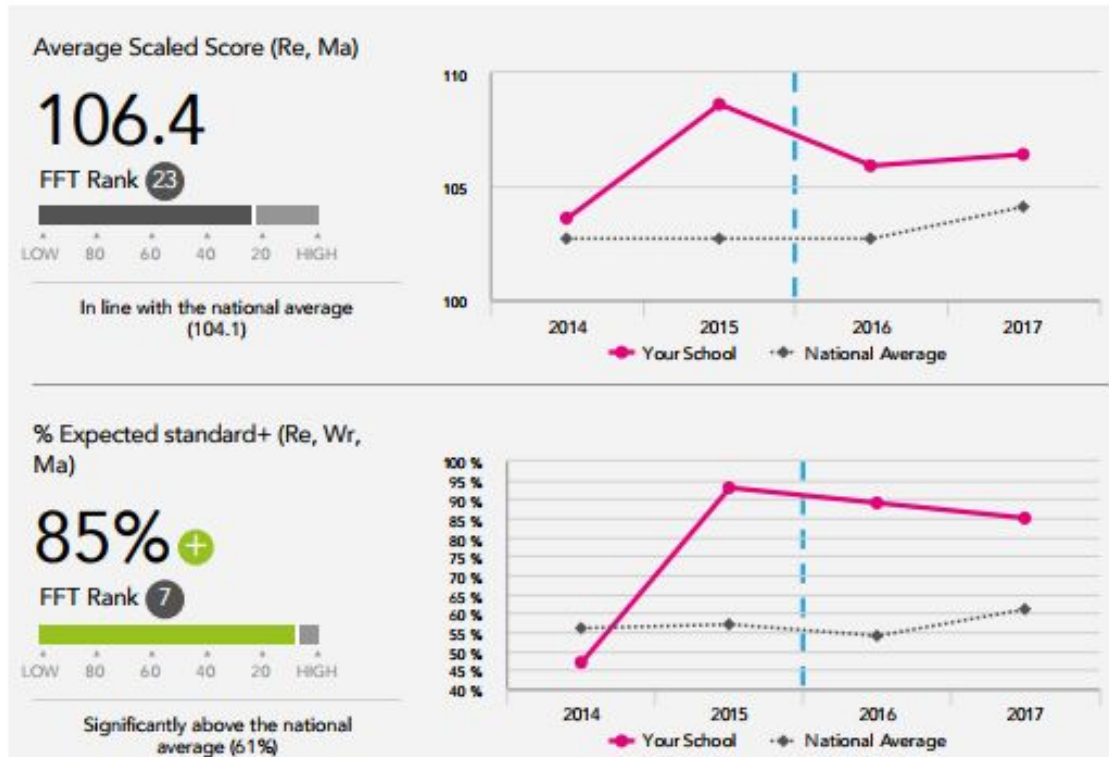 Average Scaled Score (Re, Ma)
106.4
FFT Rank 23
LOW 80 60 40 20 HIGH
In line with the national average
(104.1)
110
105
100
2014 2015 2016 2017
Your School National Average
% Expected standard+ (Re, Wr,
Ma)
85% +
FFT Rank 7
LOW 80 60 40 20 HIGH
Significantly above the national
average (61%)
100 %
95 %
90 %
85 %
80 %
75 %
70 %
65 %
60 %
55 %
50 %
45 %
40 %
2014 2015 2016 2017
Your School National Average